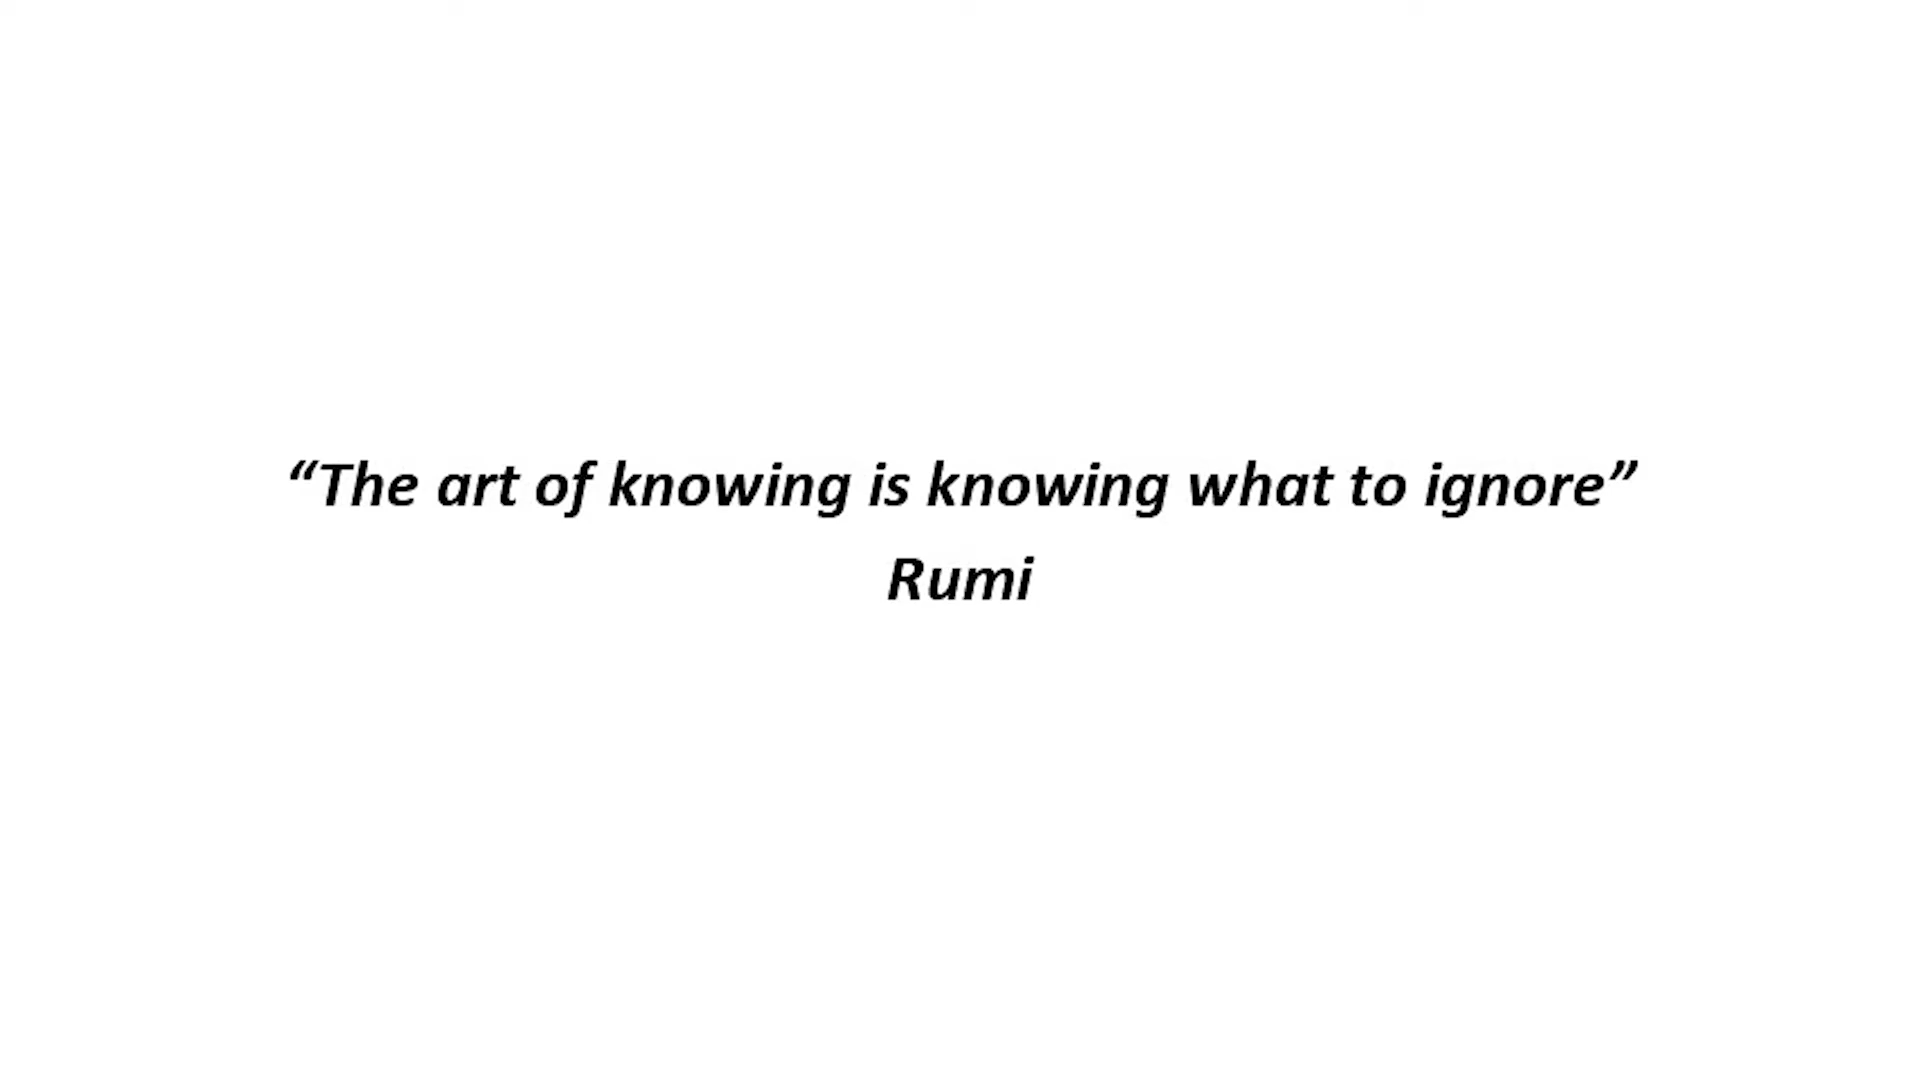 “The art of knowing is knowing what to ignore”
Rumi